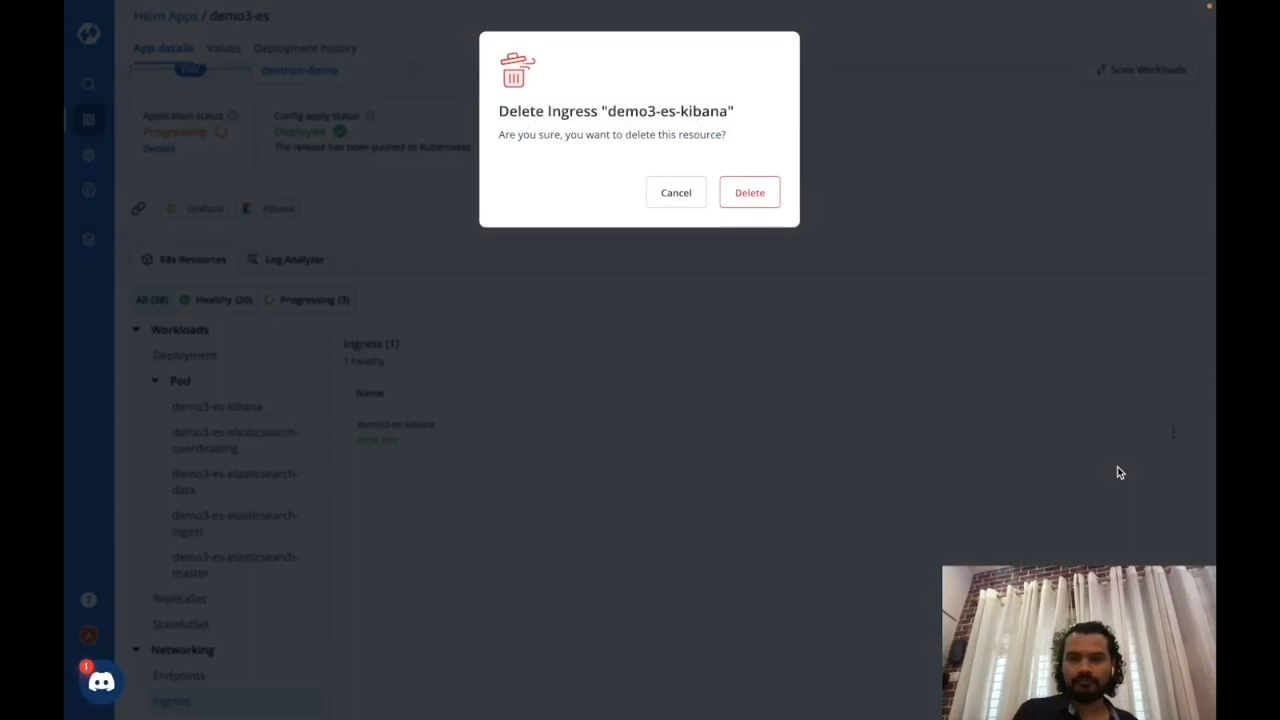 Helm Apps / demo3-es
App details Values Deployment history
ENV devtron-demo
Scale Workloads
Delete Ingress "demo3-es-kibana"
Are you sure, you want to delete this resource?
Cancel Delete
Application status
Progressing
Details
Config apply status
Deployed
The release has been pushed to Kubernetes
Grafana Kibana
K8s Resources Log Analyzer
All (38) Healthy (20) Progressing (3)
Workloads
Deployment
Pod
demo3-es-kibana
demo3-es-elasticsearch-
coordinating
demo3-es-elasticsearch-
data
demo3-es-elasticsearch-
ingest
demo3-es-elasticsearch-
master
ReplicaSet
StatefulSet
Networking
Endpoints
Ingress
Ingress (1)
1 healthy
Name
demo3-es-kibana
HEALTHY
1